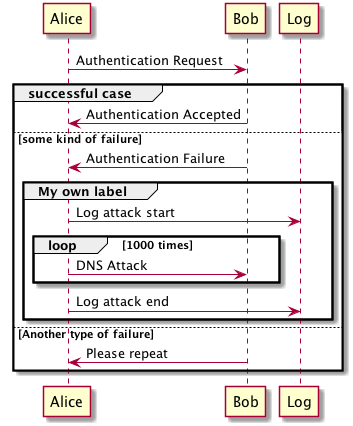 Alice Bob Log
Authentication Request
successful case
Authentication Accepted
[some kind of failure]
Authentication Failure
My own label
Log attack start
loop [1000 times]
DNS Attack
Log attack end
[Another type of failure]
Please repeat
Alice Bob Log